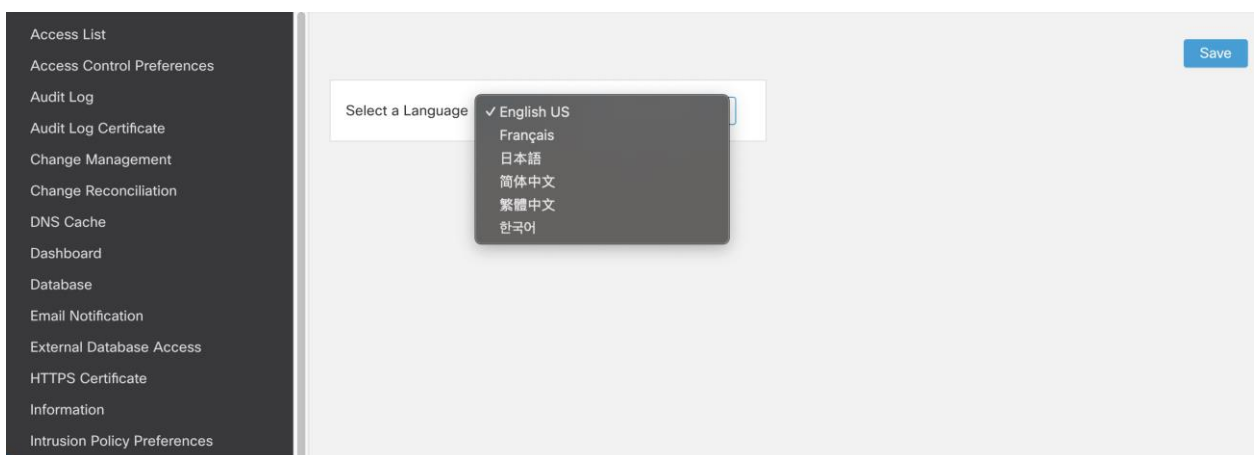 Access List
Access Control Preferences
Audit Log
Audit Log Certificate
Change Management
Change Reconciliation
DNS Cache
Dashboard
Database
Email Notification
External Database Access
HTTPS Certificate
Information
Intrusion Policy Preferences
Save
Select a Language
✓ English US
Français
日本語
简体中文
繁體中文
한국어